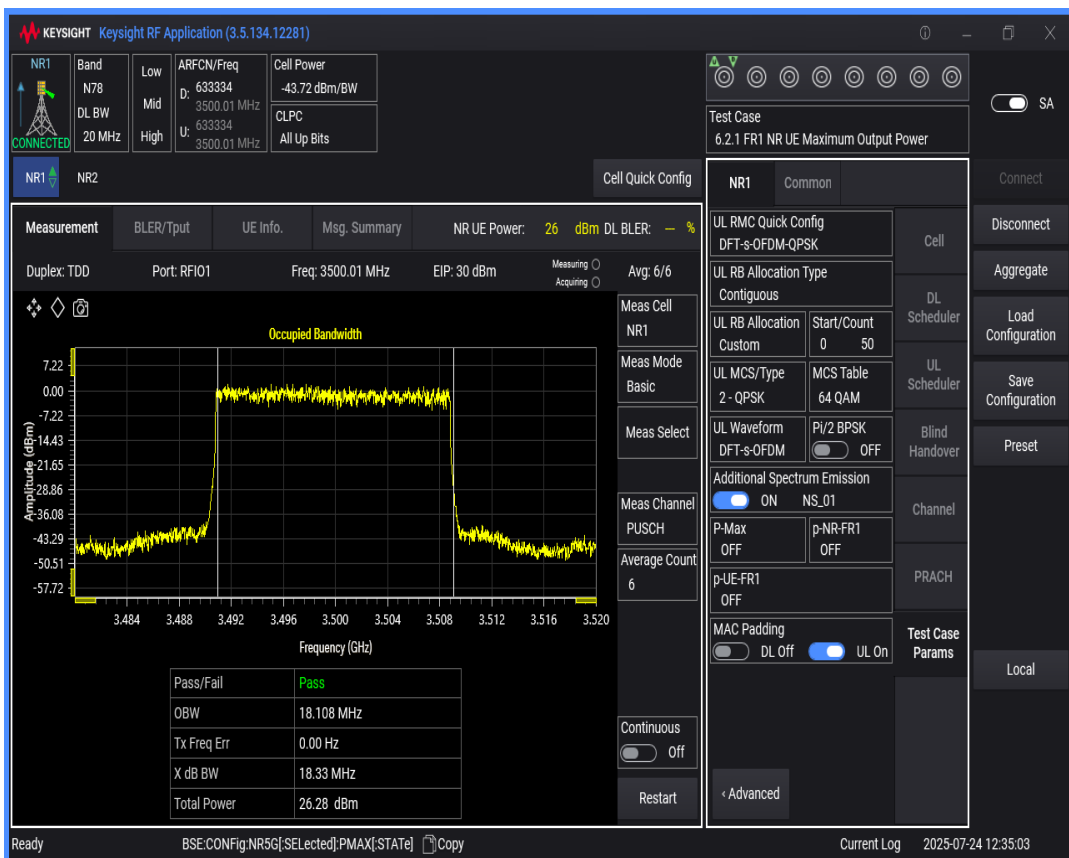 KEYSIGHT Keysight RF Application (3.5.134.12281)
NR1
CONNECTED
Band
N78
DL BW
20 MHz
Low
Mid
High
ARFCN/Freq
D: 633334
3500.01 MHz
U: 633334
3500.01 MHz
Cell Power
-43.72 dBm/BW
CLPC
All Up Bits
Test Case
6.2.1 FR1 NR UE Maximum Output Power
SA
NR1
NR2
Cell Quick Config
Measurement
BLER/Tput
UE Info.
Msg. Summary
NR UE Power: 26 dBm DL BLER: — %
Duplex: TDD
Port: RFIO1
Freq: 3500.01 MHz
EIP: 30 dBm
Measuring
Acquiring
Avg: 6/6
Occupied Bandwidth
Amplitude (dBm)
7.22
0.00
-7.22
-14.43
-21.65
-28.86
-36.08
-43.29
-50.51
-57.72
3.484 3.488 3.492 3.496 3.500 3.504 3.508 3.512 3.516 3.520
Frequency (GHz)
Pass/Fail Pass
OBW 18.108 MHz
Tx Freq Err 0.00 Hz
X dB BW 18.33 MHz
Total Power 26.28 dBm
Meas Cell
NR1
Meas Mode
Basic
Meas Select
Meas Channel
PUSCH
Average Count
6
Continuous
Off
Restart
NR1
Common
UL RMC Quick Config
DFT-s-OFDM-QPSK
UL RB Allocation Type
Contiguous
UL RB Allocation
Custom
Start/Count
0 50
UL MCS/Type
2 - QPSK
MCS Table
64 QAM
UL Waveform
DFT-s-OFDM
Pi/2 BPSK
OFF
Additional Spectrum Emission
ON NS_01
P-Max
OFF
p-NR-FR1
OFF
p-UE-FR1
OFF
MAC Padding
DL Off UL On
‹ Advanced
Cell
DL
Scheduler
UL
Scheduler
Blind
Handover
Channel
PRACH
Test Case
Params
Connect
Disconnect
Aggregate
Load
Configuration
Save
Configuration
Preset
Local
Ready
BSE:CONFig:NR5G[:SELected]:PMAX[:STATe]
Copy
Current Log
2025-07-24 12:35:03